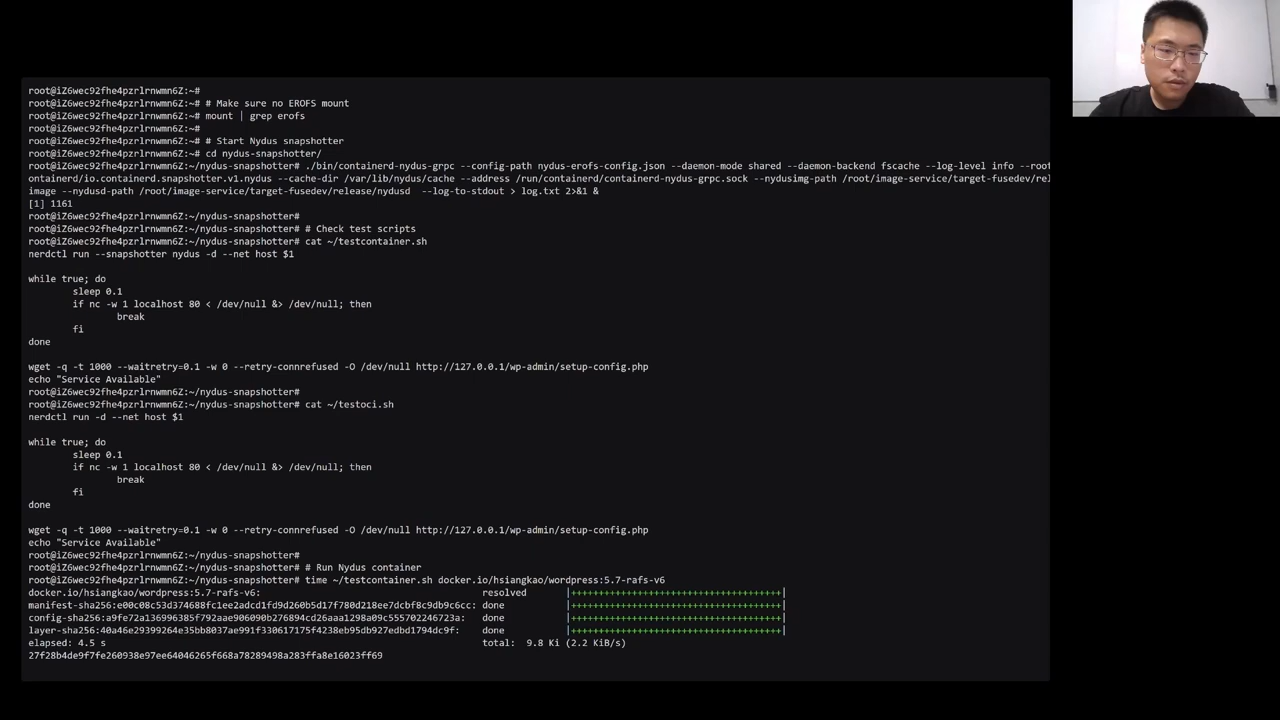 root@iZ6wec92fhe4pzrlrnwmn6Z:~#
root@iZ6wec92fhe4pzrlrnwmn6Z:~# # Make sure no EROFS mount
root@iZ6wec92fhe4pzrlrnwmn6Z:~# mount | grep erofs
root@iZ6wec92fhe4pzrlrnwmn6Z:~#
root@iZ6wec92fhe4pzrlrnwmn6Z:~# # Start Nydus snapshotter
root@iZ6wec92fhe4pzrlrnwmn6Z:~# cd nydus-snapshotter/
root@iZ6wec92fhe4pzrlrnwmn6Z:~/nydus-snapshotter# ./bin/containerd-nydus-grpc --config-path nydus-erofs-config.json --daemon-mode shared --daemon-backend fscache --log-level info --root
ontainerd/io.containerd.snapshotter.v1.nydus --cache-dir /var/lib/nydus/cache --address /run/containerd/containerd-nydus-grpc.sock --nydusimg-path /root/image-service/target-fusedev/rel
image --nydusd-path /root/image-service/target-fusedev/release/nydusd  --log-to-stdout > log.txt 2>&1 &
[1] 1161
root@iZ6wec92fhe4pzrlrnwmn6Z:~/nydus-snapshotter#
root@iZ6wec92fhe4pzrlrnwmn6Z:~/nydus-snapshotter# # Check test scripts
root@iZ6wec92fhe4pzrlrnwmn6Z:~/nydus-snapshotter# cat ~/testcontainer.sh
nerdctl run --snapshotter nydus -d --net host $1
while true; do
sleep 0.1
if nc -w 1 localhost 80 < /dev/null &> /dev/null; then
break
fi
done
wget -q -t 1000 --waitretry=0.1 -w 0 --retry-connrefused -O /dev/null http://127.0.0.1/wp-admin/setup-config.php
echo "Service Available"
root@iZ6wec92fhe4pzrlrnwmn6Z:~/nydus-snapshotter#
root@iZ6wec92fhe4pzrlrnwmn6Z:~/nydus-snapshotter# cat ~/testoci.sh
nerdctl run -d --net host $1
while true; do
sleep 0.1
if nc -w 1 localhost 80 < /dev/null &> /dev/null; then
break
fi
done
wget -q -t 1000 --waitretry=0.1 -w 0 --retry-connrefused -O /dev/null http://127.0.0.1/wp-admin/setup-config.php
echo "Service Available"
root@iZ6wec92fhe4pzrlrnwmn6Z:~/nydus-snapshotter#
root@iZ6wec92fhe4pzrlrnwmn6Z:~/nydus-snapshotter# # Run Nydus container
root@iZ6wec92fhe4pzrlrnwmn6Z:~/nydus-snapshotter# time ~/testcontainer.sh docker.io/hsiangkao/wordpress:5.7-rafs-v6
docker.io/hsiangkao/wordpress:5.7-rafs-v6: resolved |++++++++++++++++++++++++++++++++++++++|
manifest-sha256:e00c08c53d374688fc1ee2adcd1fd9d260b5d17f780d218ee7dcbf8c9db9c6cc: done |++++++++++++++++++++++++++++++++++++++|
config-sha256:a9fe72a136996385f792aae906090b276894cd26aaa1298a09c555702246723a: done |++++++++++++++++++++++++++++++++++++++|
layer-sha256:40a46e29399264e35bb8037ae991f330617175f4238eb95db927edbd1794dc9f: done |++++++++++++++++++++++++++++++++++++++|
elapsed: 4.5 s total:  9.8 Ki (2.2 KiB/s)
27f28b4de9f7fe260938e97ee64046265f668a78289498a283ffa8e16023ff69